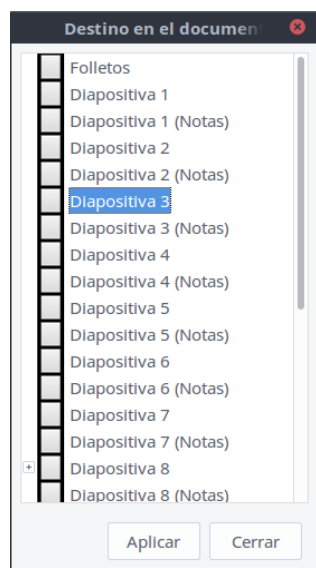 Destino en el documen
Folletos
Diapositiva 1
Diapositiva 1 (Notas)
Diapositiva 2
Diapositiva 2 (Notas)
Diapositiva 3
Diapositiva 3 (Notas)
Diapositiva 4
Diapositiva 4 (Notas)
Diapositiva 5
Diapositiva 5 (Notas)
Diapositiva 6
Diapositiva 6 (Notas)
Diapositiva 7
Diapositiva 7 (Notas)
Diapositiva 8
Diapositiva 8 (Notas)
Aplicar Cerrar